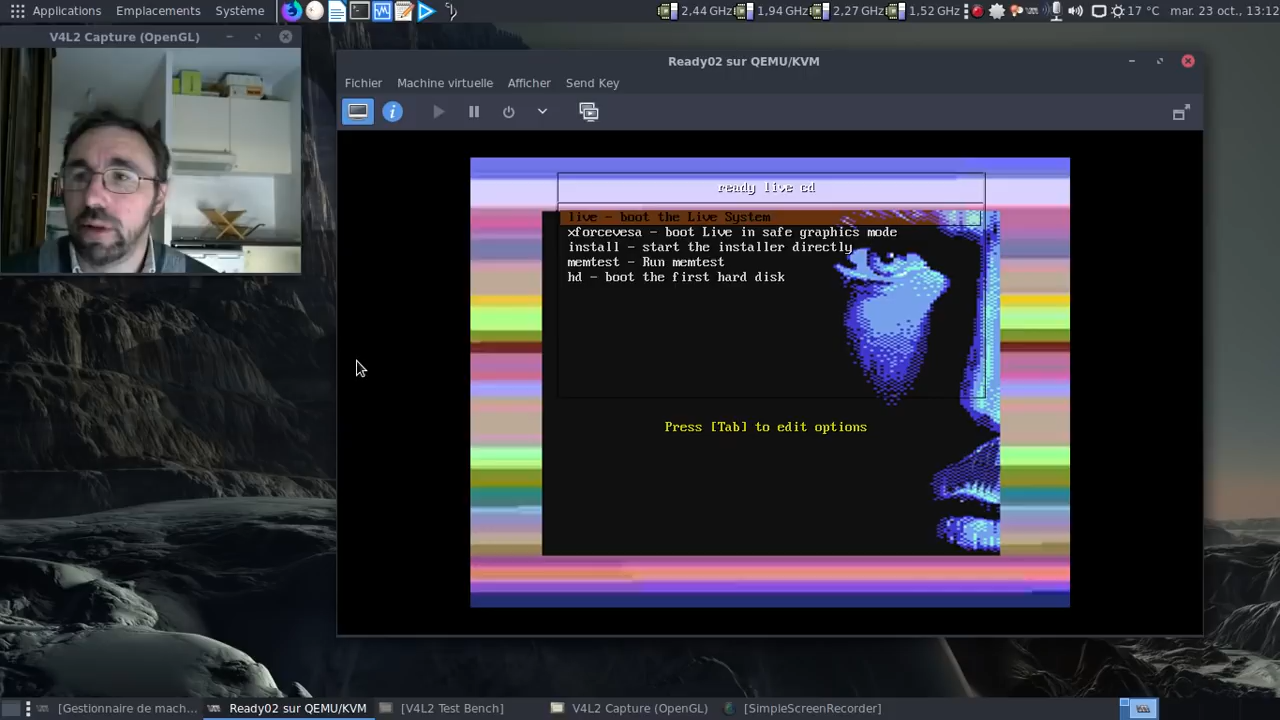 Applications Emplacements Système
2,44 GHz 1,94 GHz 2,27 GHz 1,52 GHz 17 °C mar. 23 oct., 13:12
V4L2 Capture (OpenGL)
Ready02 sur QEMU/KVM
Fichier Machine virtuelle Afficher Send Key
ready live cd
live - boot the Live System
xforcevesa - boot Live in safe graphics mode
install - start the installer directly
memtest - Run memtest
hd - boot the first hard disk
Press [Tab] to edit options
[Gestionnaire de mach... Ready02 sur QEMU/KVM [V4L2 Test Bench] V4L2 Capture (OpenGL) [SimpleScreenRecorder]